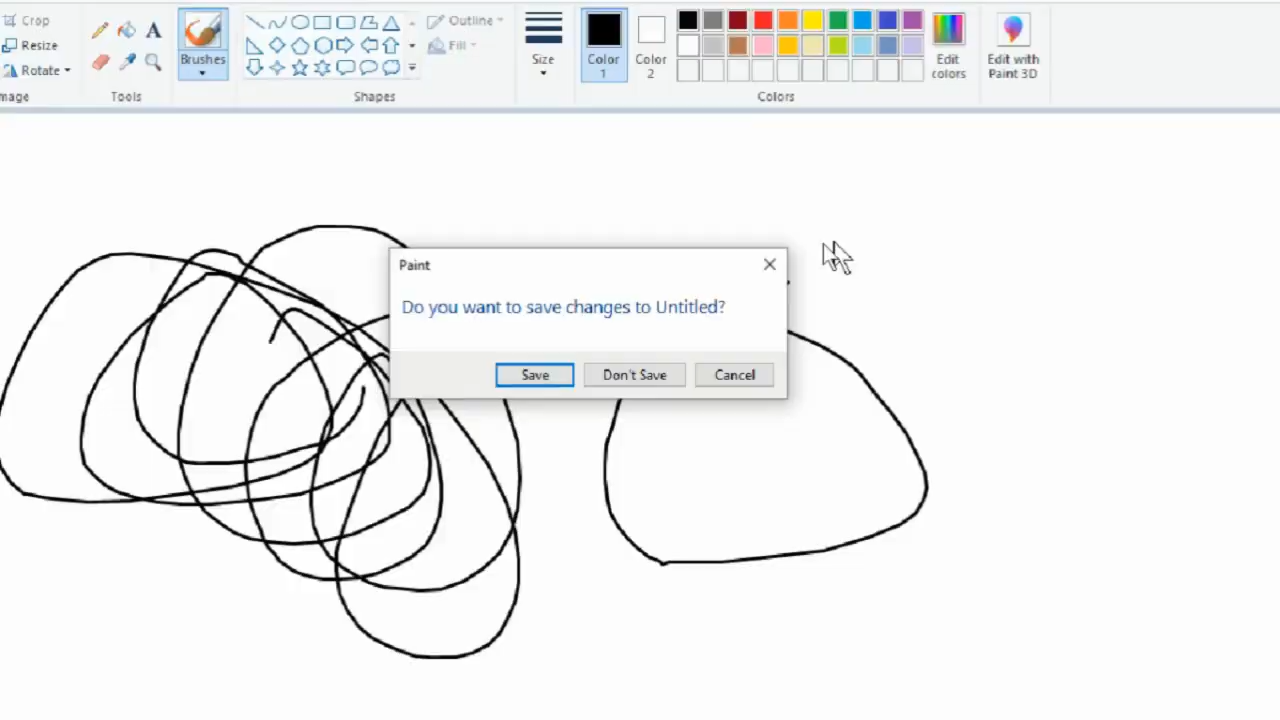 Crop
Resize
Rotate
mage
Tools
Brushes
Shapes
Outline
Fill
Size
Color
1
Color
2
Colors
Edit
colors
Edit with
Paint 3D
Paint
Do you want to save changes to Untitled?
Save
Don't Save
Cancel